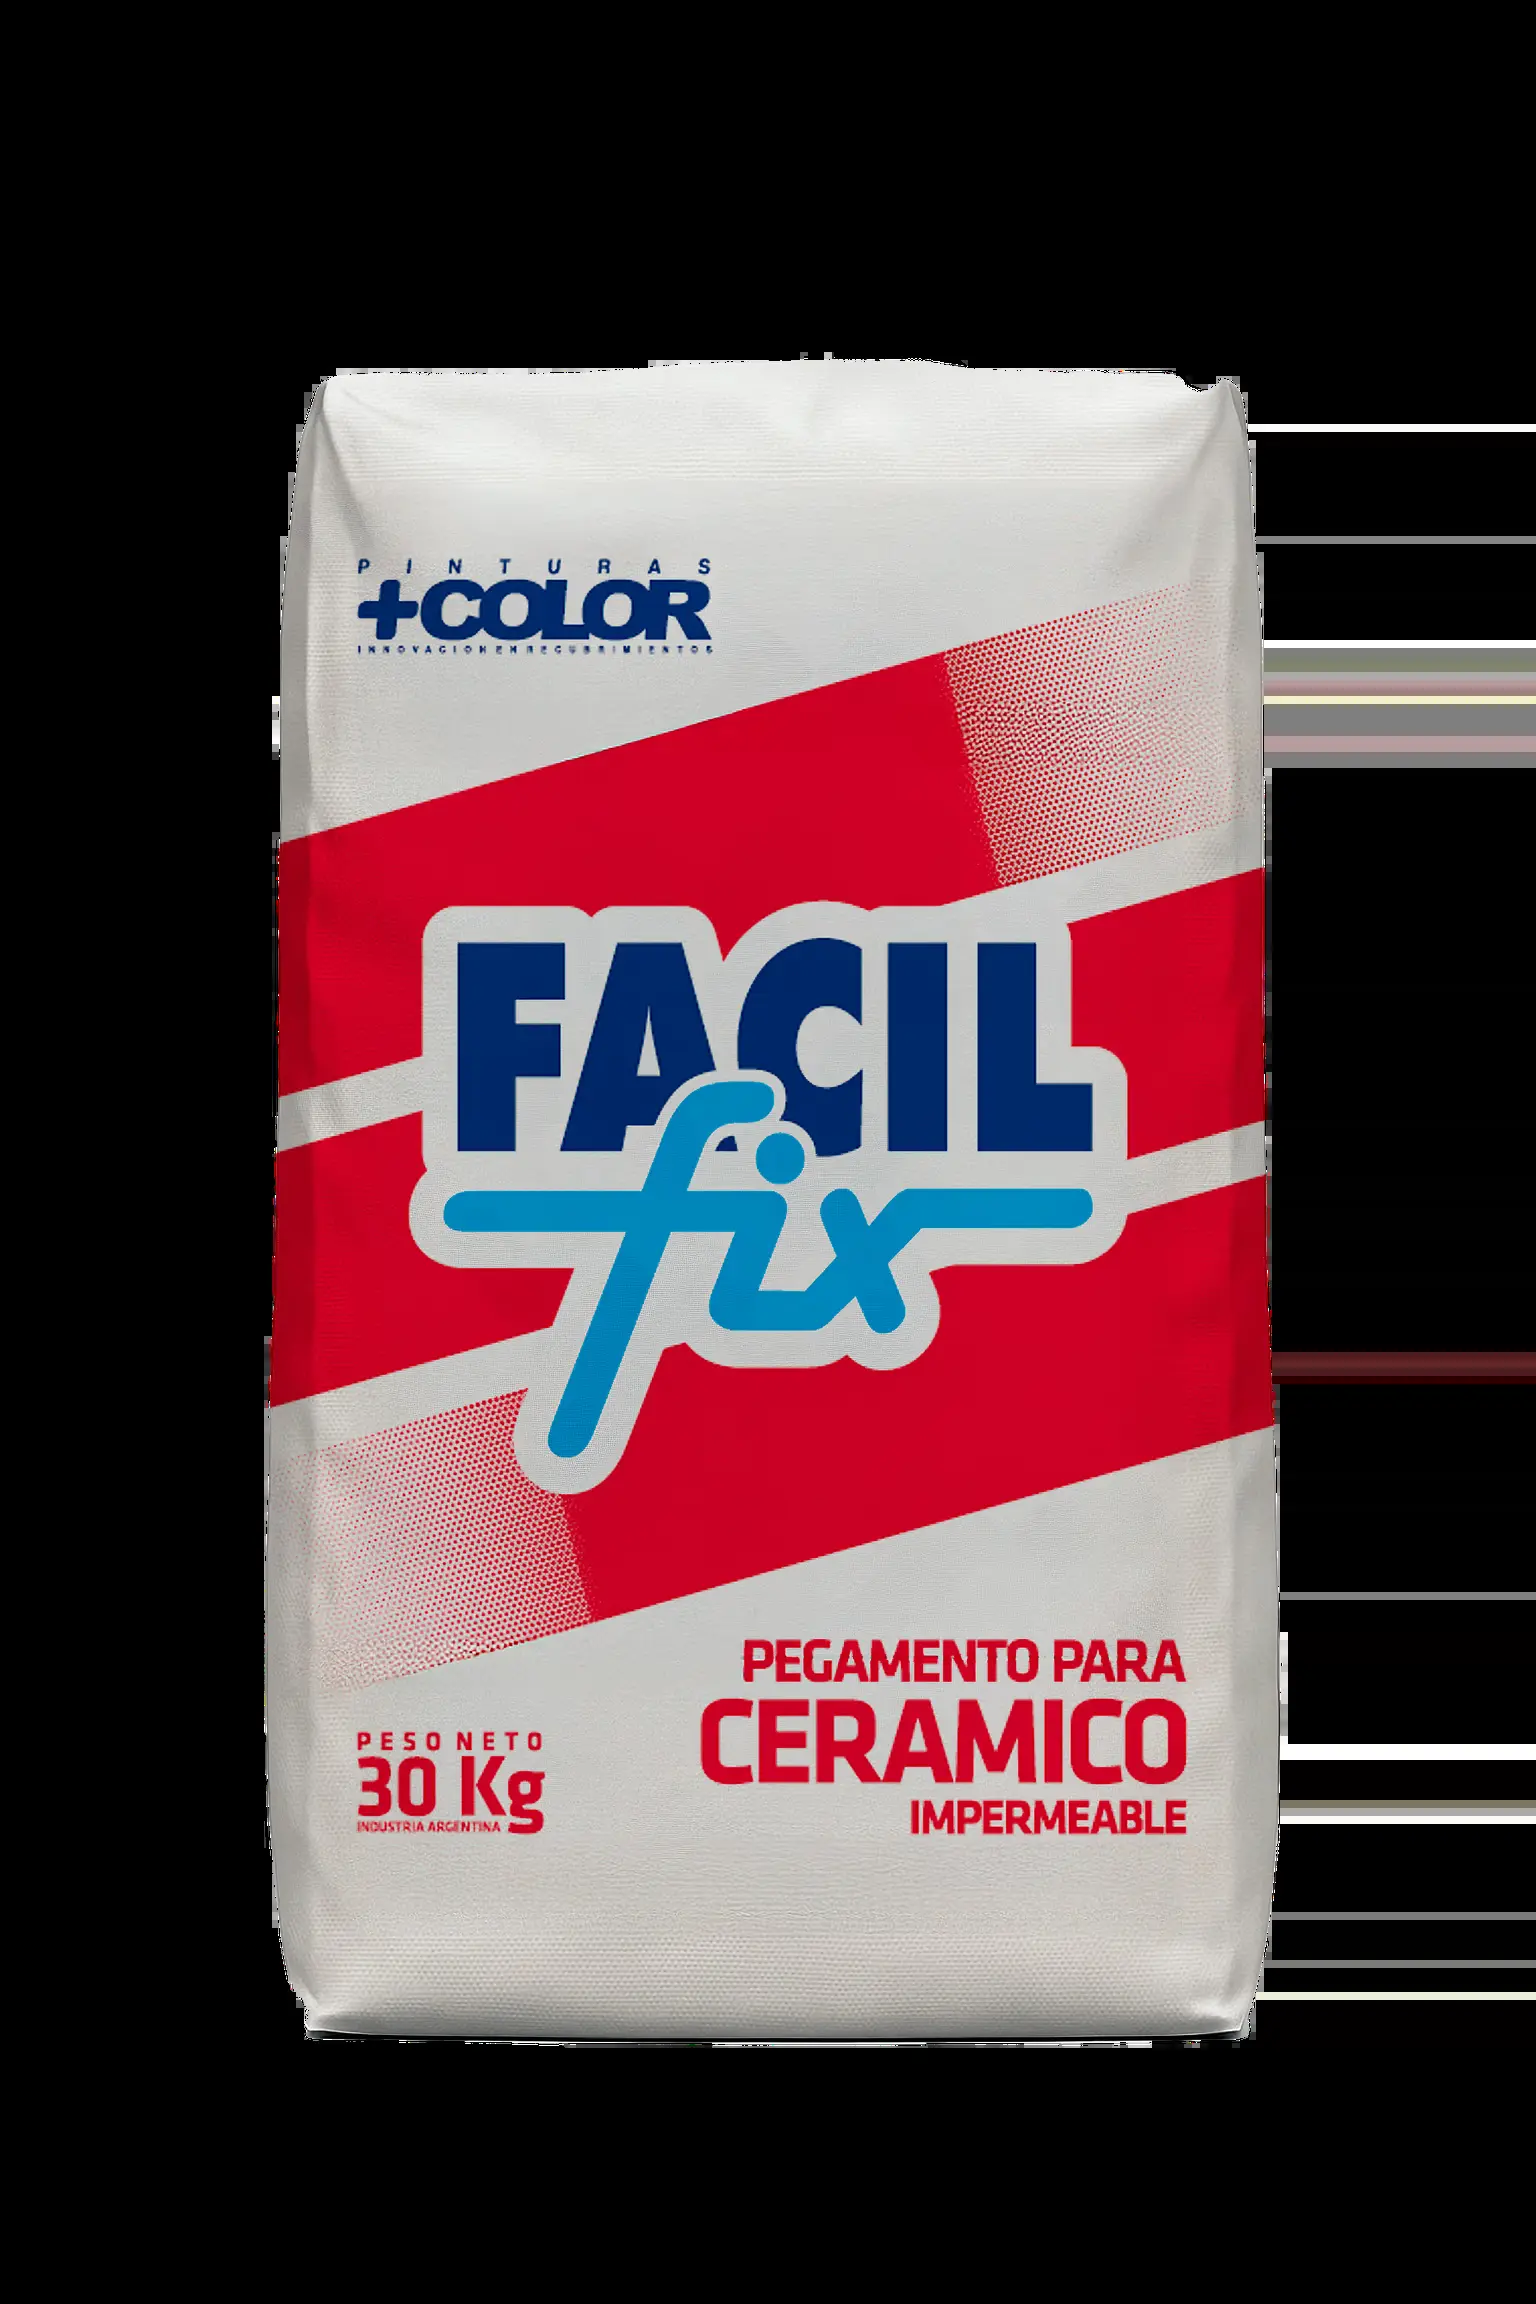 PINTURAS
+COLOR
INNOVACION EN RECUBRIMIENTOS
FACIL
fix
PEGAMENTO PARA
CERAMICO
IMPERMEABLE
PESO NETO
30 Kg
INDUSTRIA ARGENTINA